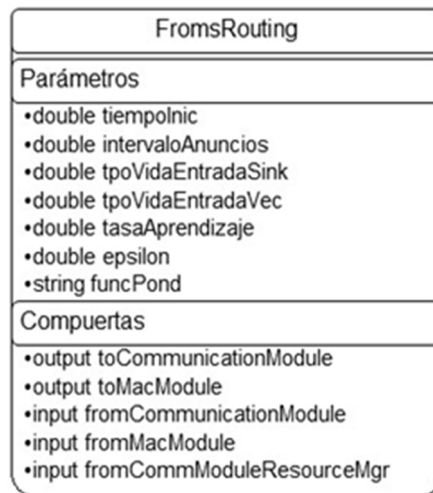 FromsRouting
Parámetros
•double tiempoInic
•double intervaloAnuncios
•double tpoVidaEntradaSink
•double tpoVidaEntradaVec
•double tasaAprendizaje
•double epsilon
•string funcPond
Compuertas
•output toCommunicationModule
•output toMacModule
•input fromCommunicationModule
•input fromMacModule
•input fromCommModuleResourceMgr